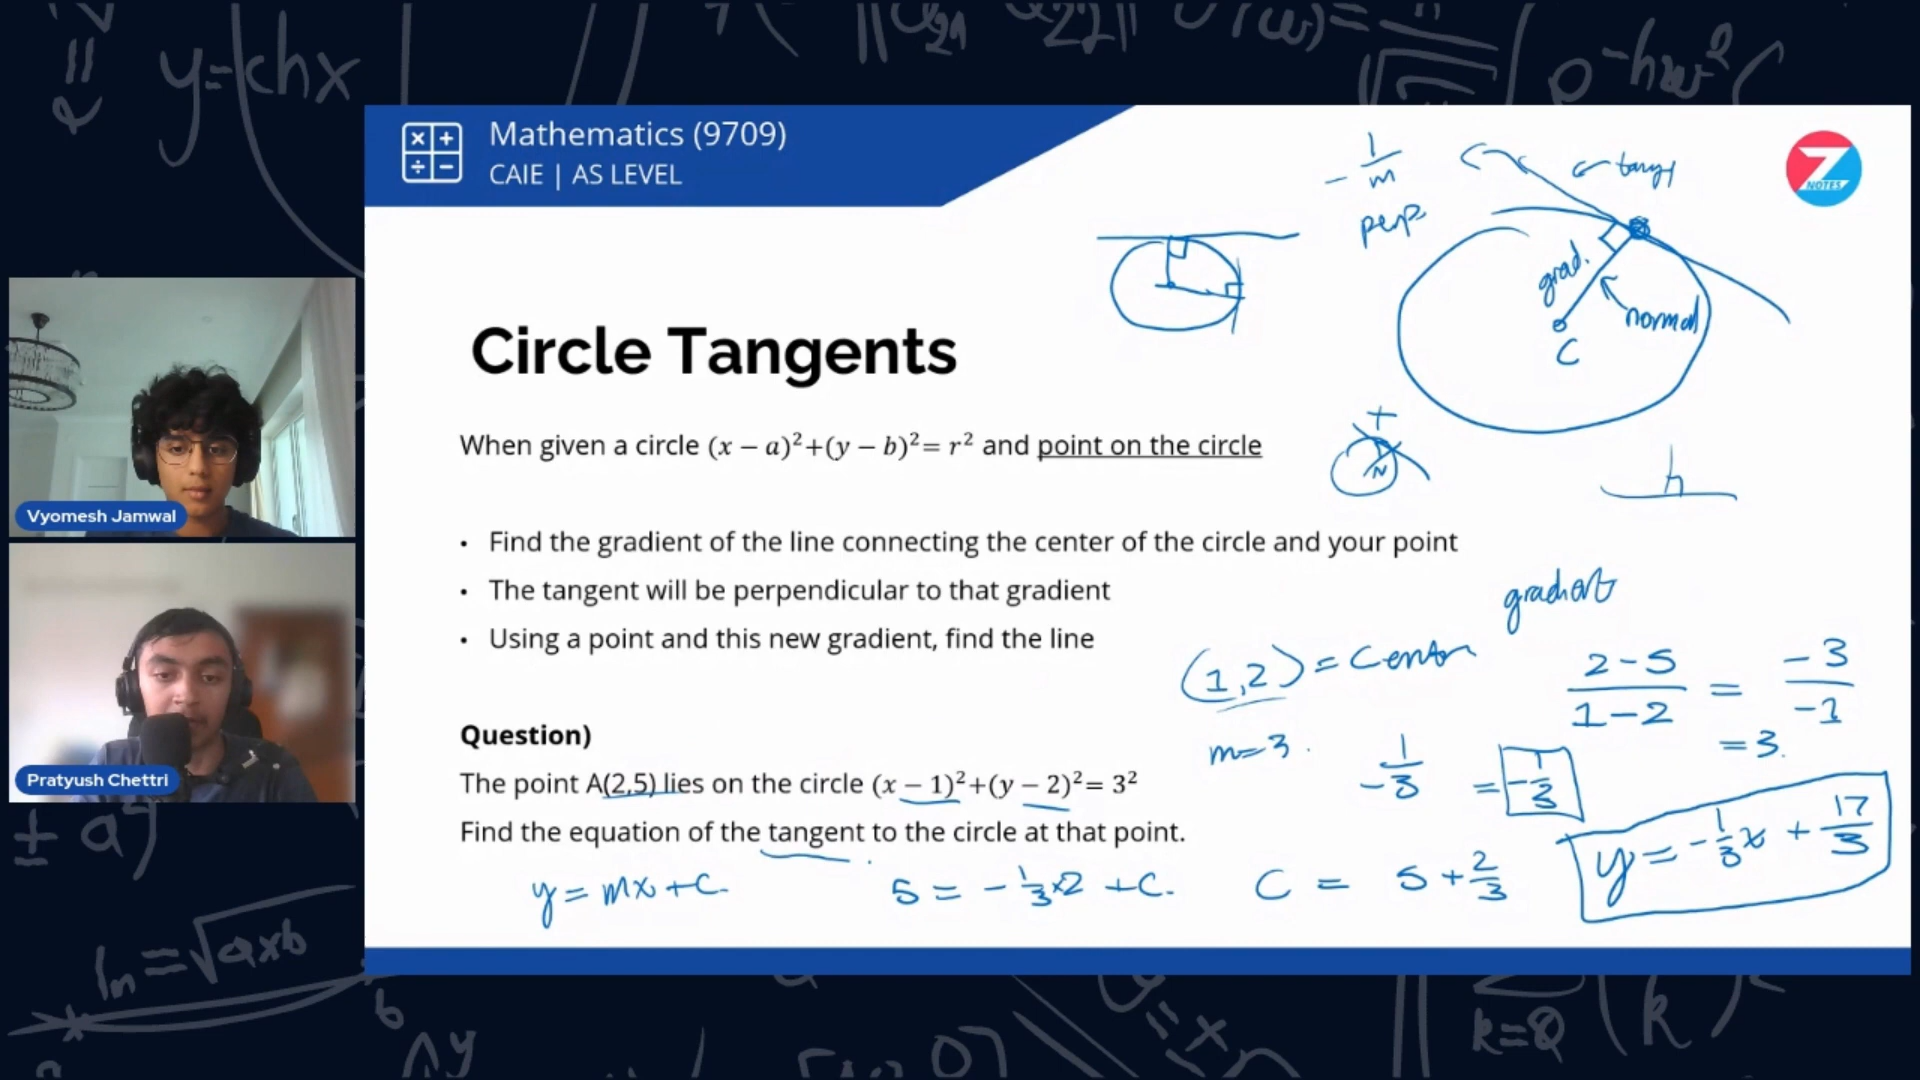 Mathematics (9709)
CAIE | AS LEVEL
Z
NOTES
- 1/m
perp.
grad.
normal
C
T
N
Circle Tangents
When given a circle (x – a)²+(y – b)²= r² and point on the circle
• Find the gradient of the line connecting the center of the circle and your point
• The tangent will be perpendicular to that gradient
• Using a point and this new gradient, find the line
gradient
(1,2) = center
2-5/1-2 = -3/-1
= 3.
m=3.
-1/3 = -1/3
Question)
The point A(2,5) lies on the circle (x – 1)²+(y – 2)²= 3²
Find the equation of the tangent to the circle at that point.
y = mx + c.
5 = -1/3 x2 + c.
C = 5 + 2/3
y = -1/3x + 17/3
Vyomesh Jamwal
Pratyush Chettri
y=chx
ln=√axb
b
k=0
(k)